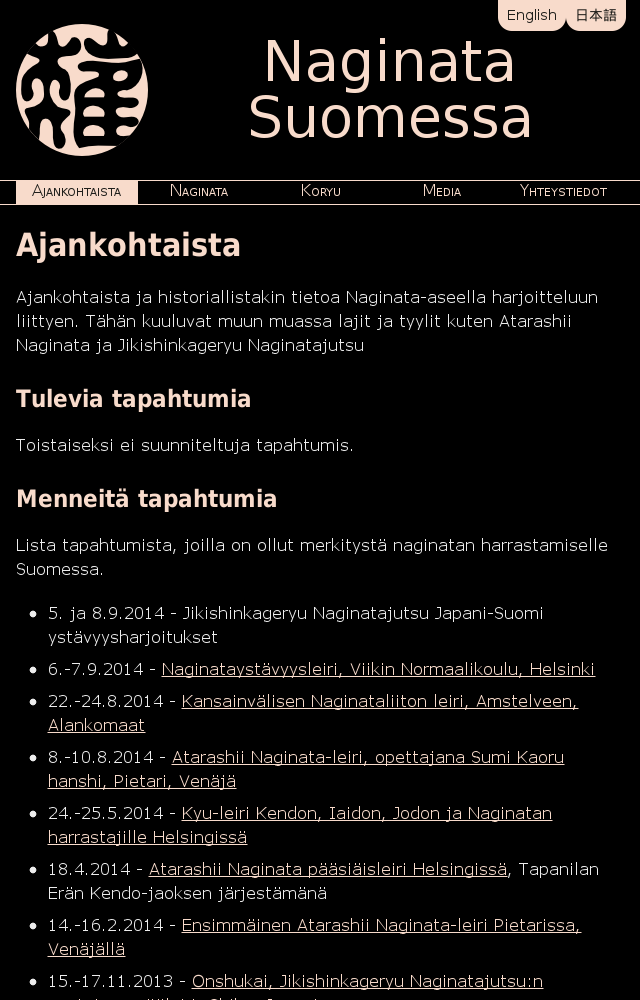 English
日本語
Naginata
Suomessa
Ajankohtaista
Naginata
Koryu
Media
Yhteystiedot
Ajankohtaista
Ajankohtaista ja historiallistakin tietoa Naginata-aseella harjoitteluun
liittyen. Tähän kuuluvat muun muassa lajit ja tyylit kuten Atarashii
Naginata ja Jikishinkageryu Naginatajutsu
Tulevia tapahtumia
Toistaiseksi ei suunniteltuja tapahtumis.
Menneitä tapahtumia
Lista tapahtumista, joilla on ollut merkitystä naginatan harrastamiselle
Suomessa.
5. ja 8.9.2014 - Jikishinkageryu Naginatajutsu Japani-Suomi
ystävyysharjoitukset
6.-7.9.2014 - Naginataystävyysleiri, Viikin Normaalikoulu, Helsinki
22.-24.8.2014 - Kansainvälisen Naginataliiton leiri, Amstelveen,
Alankomaat
8.-10.8.2014 - Atarashii Naginata-leiri, opettajana Sumi Kaoru
hanshi, Pietari, Venäjä
24.-25.5.2014 - Kyu-leiri Kendon, Iaidon, Jodon ja Naginatan
harrastajille Helsingissä
18.4.2014 - Atarashii Naginata pääsiäisleiri Helsingissä, Tapanilan
Erän Kendo-jaoksen järjestämänä
14.-16.2.2014 - Ensimmäinen Atarashii Naginata-leiri Pietarissa,
Venäjällä
15.-17.11.2013 - Onshukai, Jikishinkageryu Naginatajutsu:n